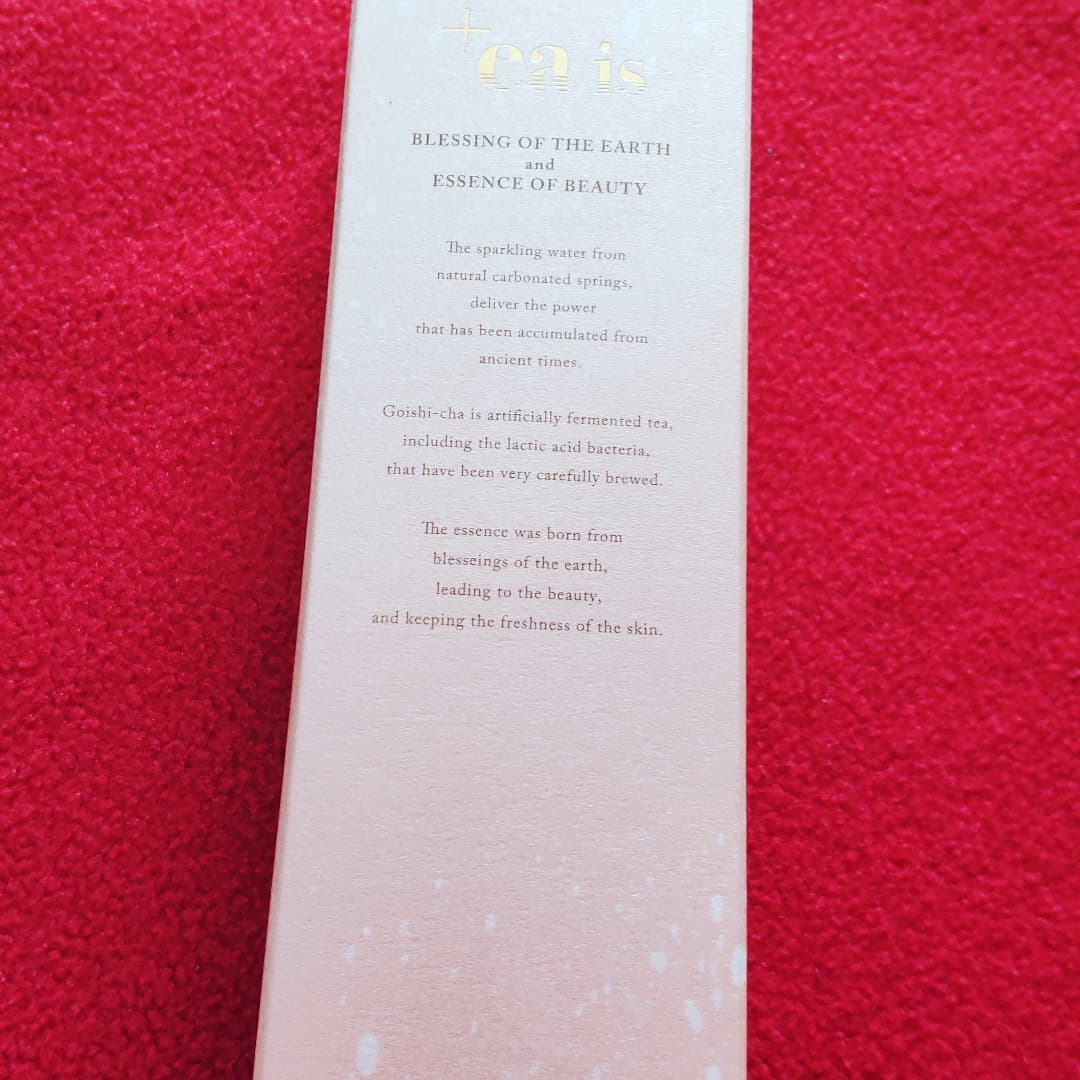 +ea is
BLESSING OF THE EARTH
and
ESSENCE OF BEAUTY
The sparkling water from
natural carbonated springs,
deliver the power
that has been accumulated from
ancient times.
Goishi-cha is artificially fermented tea,
including the lactic acid bacteria,
that have been very carefully brewed.
The essence was born from
blesseings of the earth,
leading to the beauty,
and keeping the freshness of the skin.